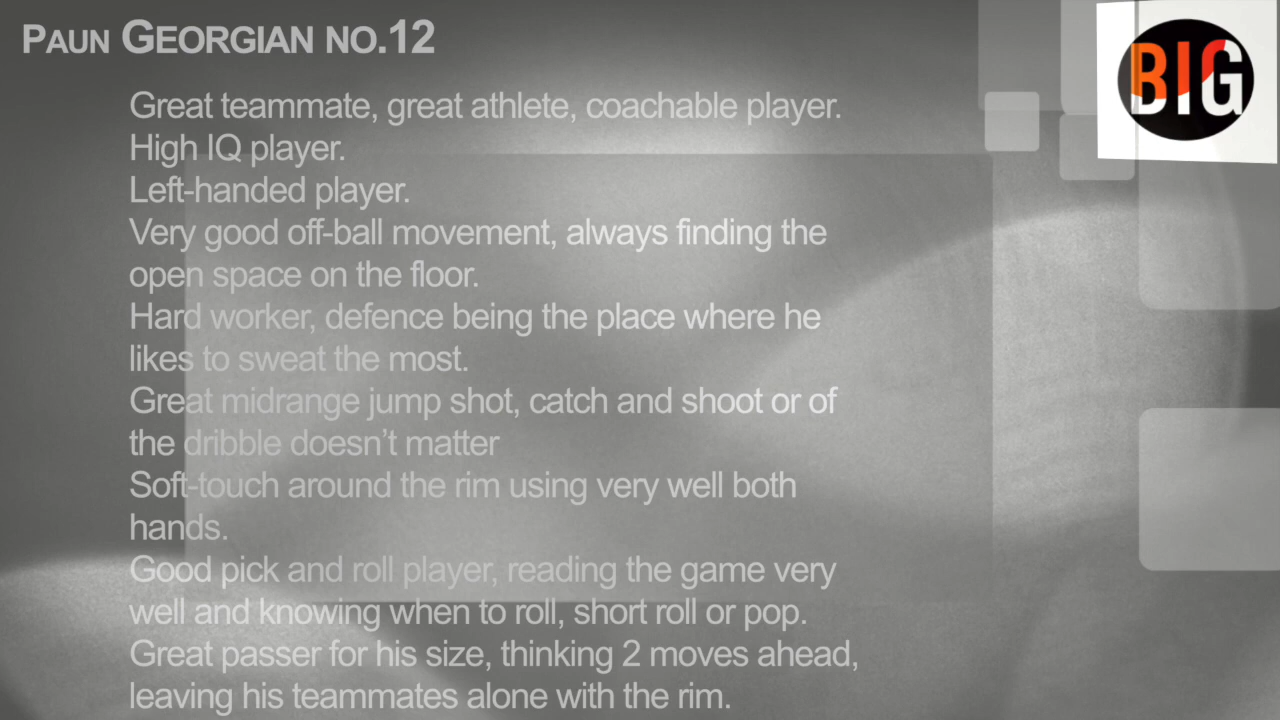 PAUN GEORGIAN NO.12
BIG
Great teammate, great athlete, coachable player.
High IQ player.
Left-handed player.
Very good off-ball movement, always finding the
open space on the floor.
Hard worker, defence being the place where he
likes to sweat the most.
Great midrange jump shot, catch and shoot or of
the dribble doesn’t matter
Soft-touch around the rim using very well both
hands.
Good pick and roll player, reading the game very
well and knowing when to roll, short roll or pop.
Great passer for his size, thinking 2 moves ahead,
leaving his teammates alone with the rim.